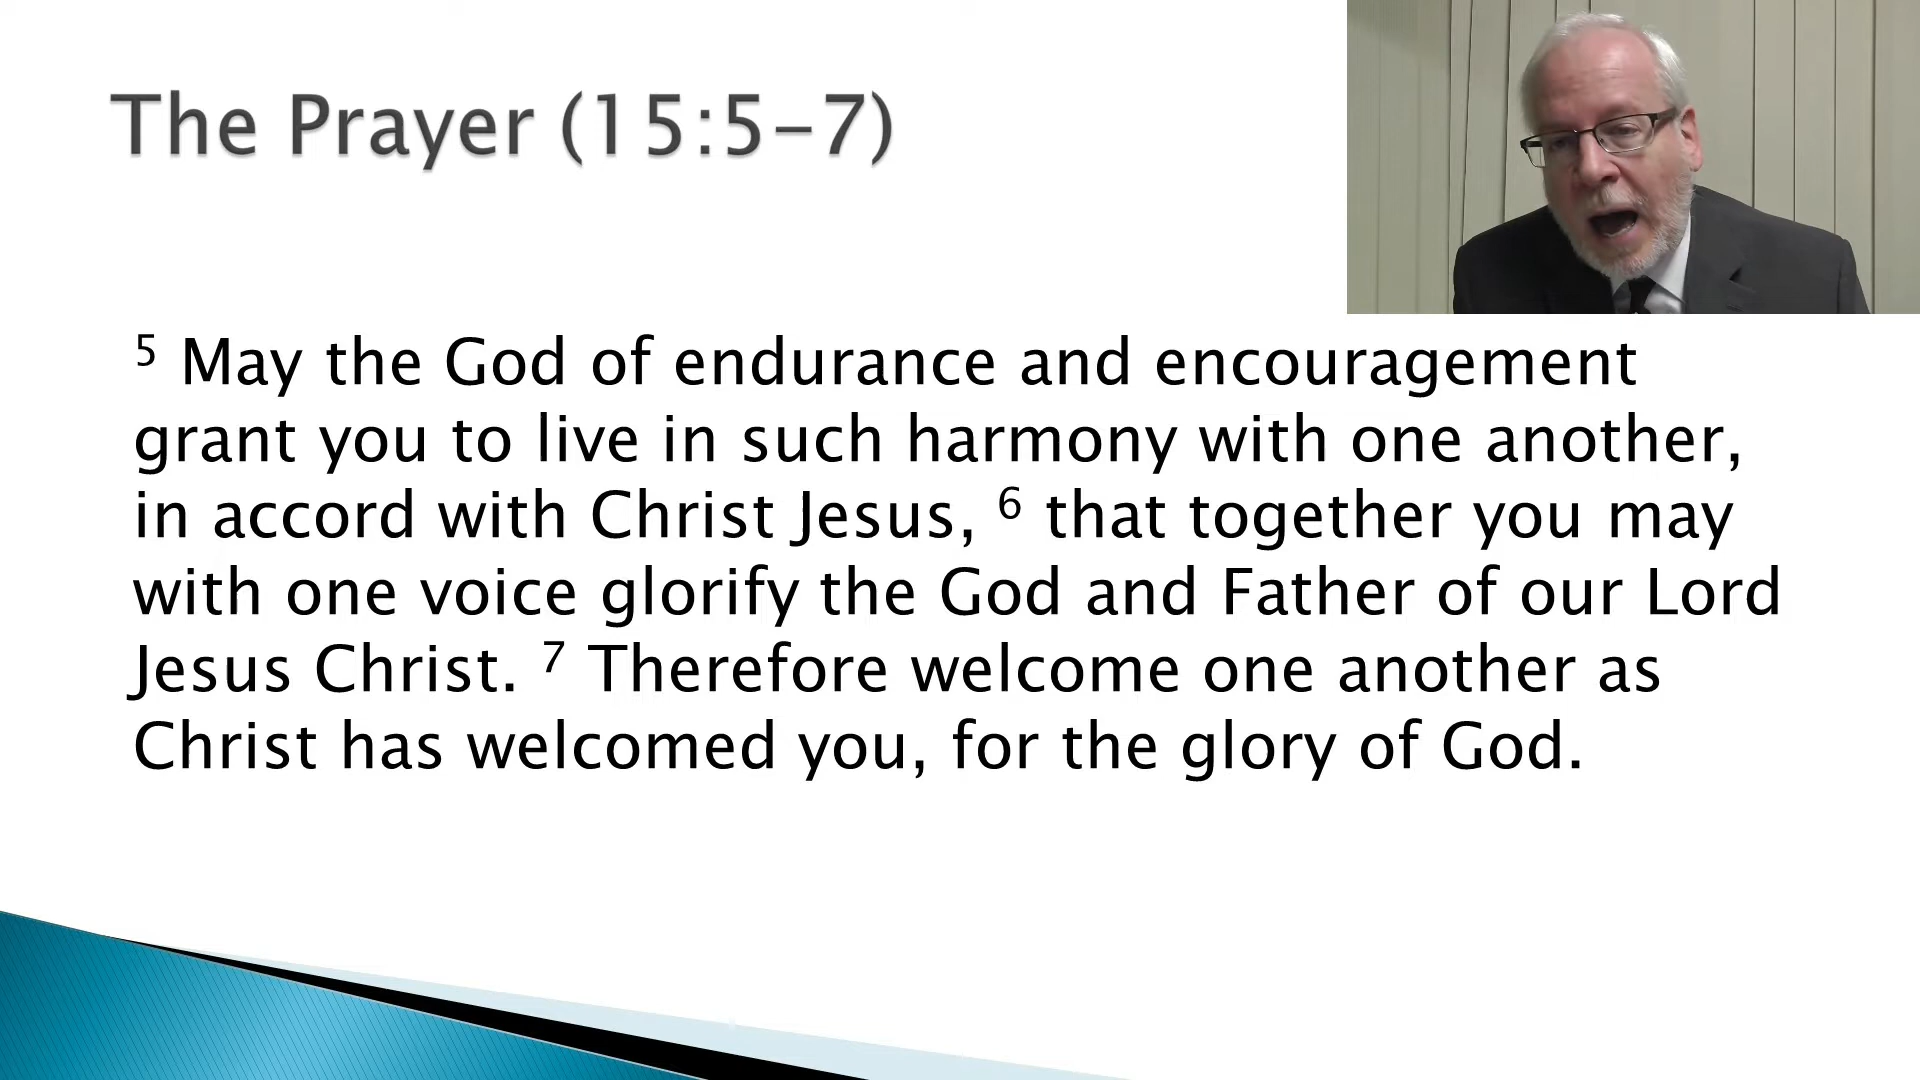 The Prayer (15:5-7)
5 May the God of endurance and encouragement
grant you to live in such harmony with one another,
in accord with Christ Jesus, 6 that together you may
with one voice glorify the God and Father of our Lord
Jesus Christ. 7 Therefore welcome one another as
Christ has welcomed you, for the glory of God.